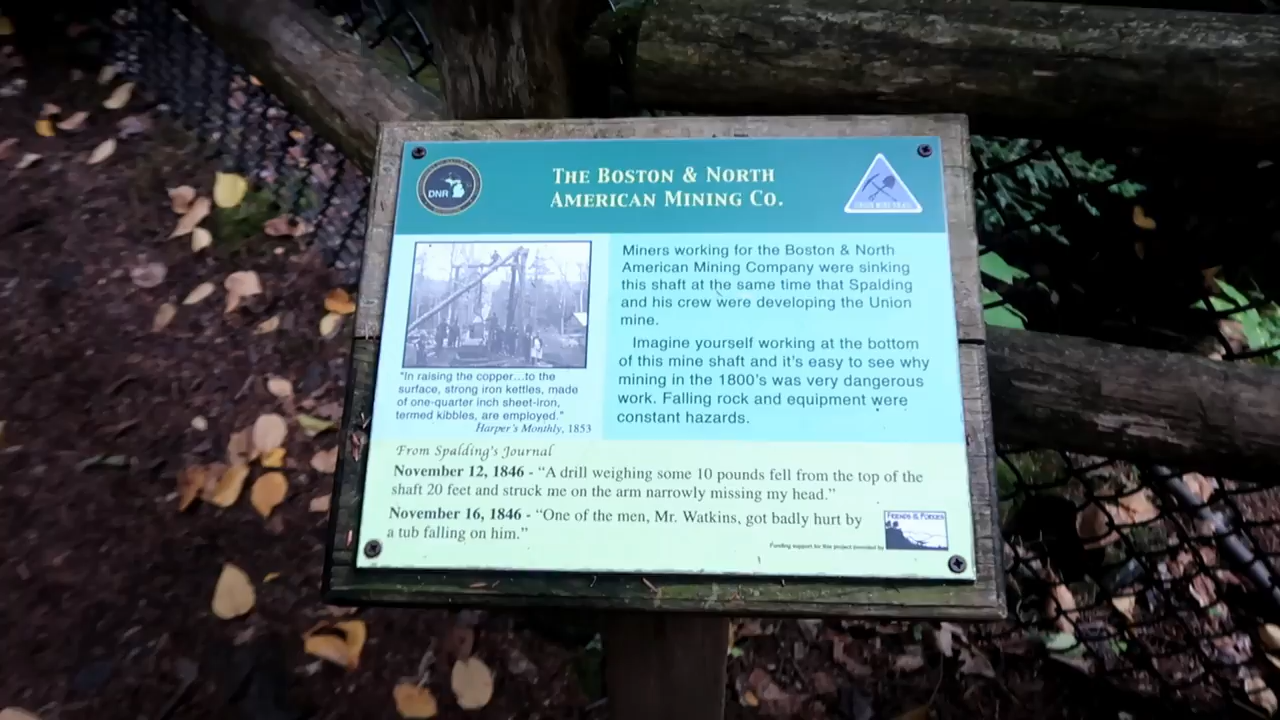 THE BOSTON & NORTH
AMERICAN MINING CO.
DNR
Miners working for the Boston & North
American Mining Company were sinking
this shaft at the same time that Spalding
and his crew were developing the Union
mine.
Imagine yourself working at the bottom
of this mine shaft and it's easy to see why
mining in the 1800's was very dangerous
work. Falling rock and equipment were
constant hazards.
"In raising the copper...to the
surface, strong iron kettles, made
of one-quarter inch sheet-iron,
termed kibbles, are employed."
Harper's Monthly, 1853
From Spalding's Journal
November 12, 1846 - "A drill weighing some 10 pounds fell from the top of the
shaft 20 feet and struck me on the arm narrowly missing my head."
November 16, 1846 - "One of the men, Mr. Watkins, got badly hurt by
a tub falling on him."
Funding support for this project provided by